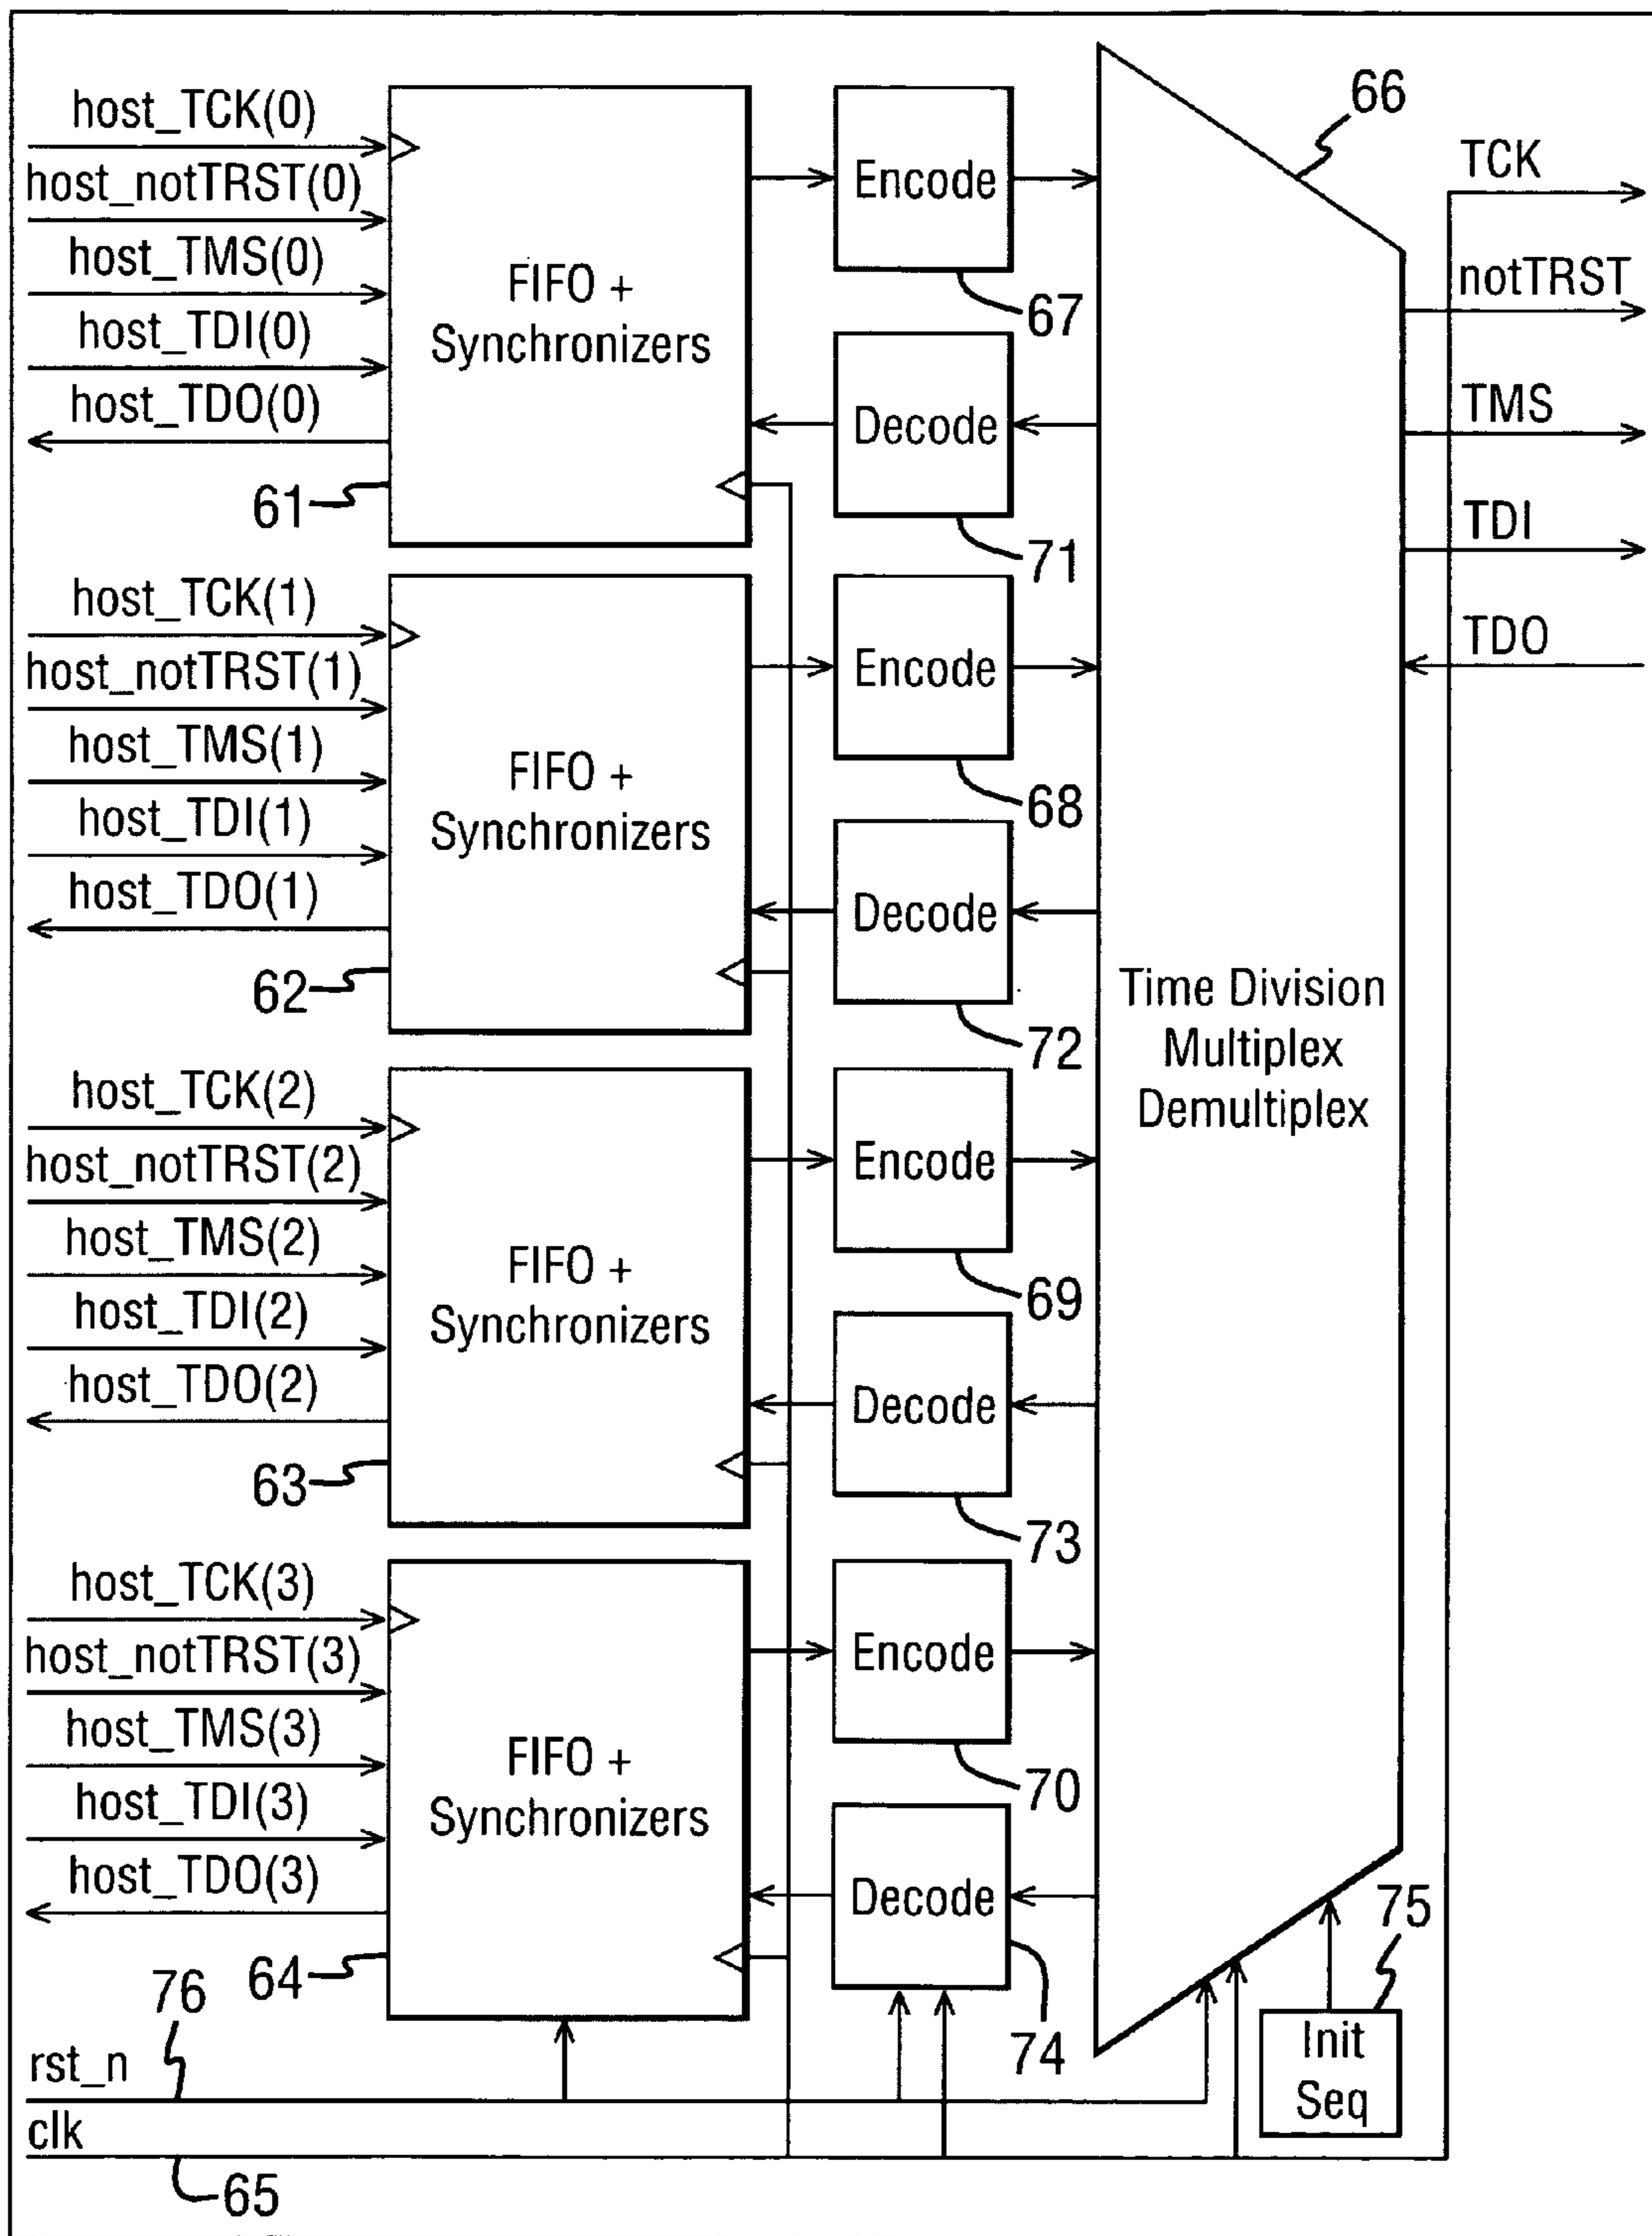 host_TCK(0)
host_notTRST(0)
host_TMS(0)
host_TDI(0)
host_TDO(0)
61
FIFO +
Synchronizers
Encode
67
Decode
71
host_TCK(1)
host_notTRST(1)
host_TMS(1)
host_TDI(1)
host_TDO(1)
62
FIFO +
Synchronizers
Encode
68
Decode
72
host_TCK(2)
host_notTRST(2)
host_TMS(2)
host_TDI(2)
host_TDO(2)
63
FIFO +
Synchronizers
Encode
69
Decode
73
host_TCK(3)
host_notTRST(3)
host_TMS(3)
host_TDI(3)
host_TDO(3)
64
FIFO +
Synchronizers
Encode
70
Decode
74
66
Time Division
Multiplex
Demultiplex
TCK
notTRST
TMS
TDI
TDO
75
Init
Seq
76
rst_n
clk
65